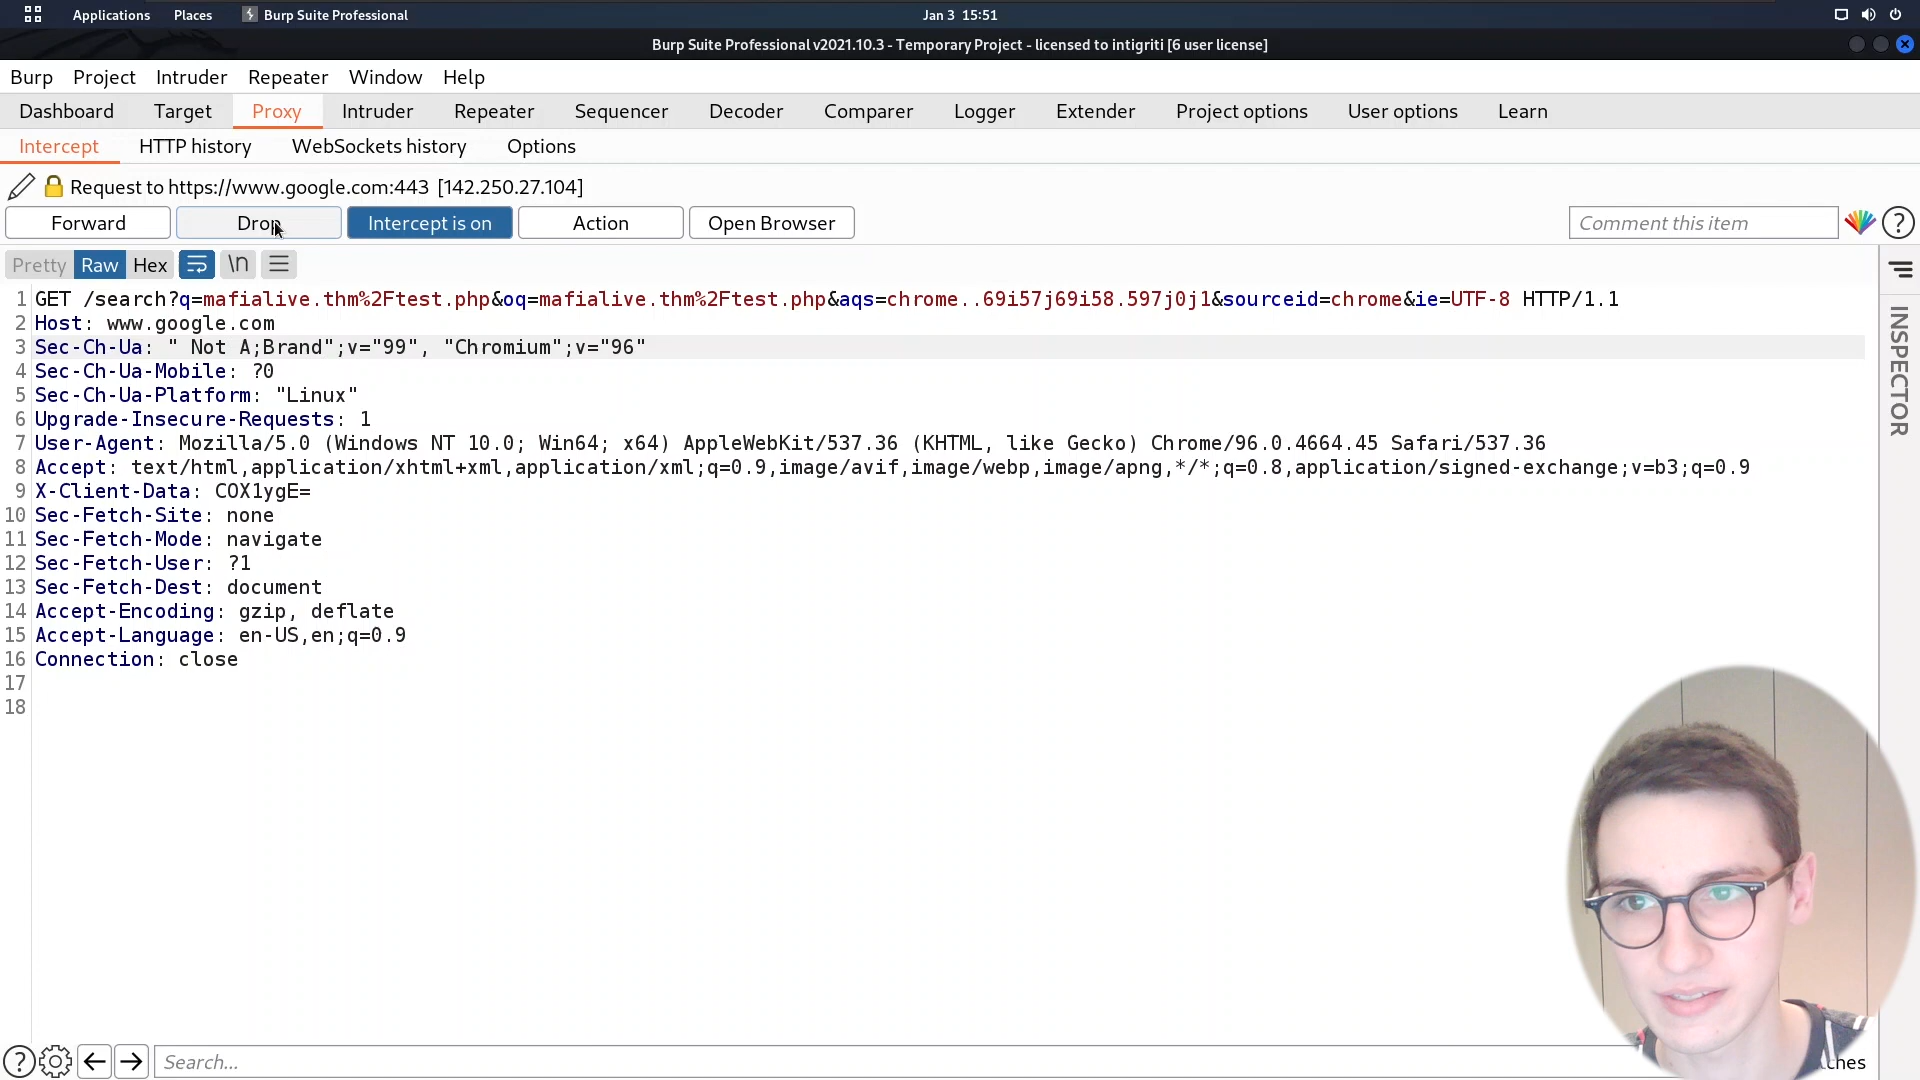 Applications Places Burp Suite Professional Jan 3 15:51
Burp Suite Professional v2021.10.3 - Temporary Project - licensed to intigriti [6 user license]
Burp Project Intruder Repeater Window Help
Dashboard Target Proxy Intruder Repeater Sequencer Decoder Comparer Logger Extender Project options User options Learn
Intercept HTTP history WebSockets history Options
Request to https://www.google.com:443 [142.250.27.104]
Forward Drop Intercept is on Action Open Browser Comment this item ?
Pretty Raw Hex \n
INSPECTOR
1 GET /search?q=mafialive.thm%2Ftest.php&oq=mafialive.thm%2Ftest.php&aqs=chrome..69i57j69i58.597j0j1&sourceid=chrome&ie=UTF-8 HTTP/1.1
2 Host: www.google.com
3 Sec-Ch-Ua: " Not A;Brand";v="99", "Chromium";v="96"
4 Sec-Ch-Ua-Mobile: ?0
5 Sec-Ch-Ua-Platform: "Linux"
6 Upgrade-Insecure-Requests: 1
7 User-Agent: Mozilla/5.0 (Windows NT 10.0; Win64; x64) AppleWebKit/537.36 (KHTML, like Gecko) Chrome/96.0.4664.45 Safari/537.36
8 Accept: text/html,application/xhtml+xml,application/xml;q=0.9,image/avif,image/webp,image/apng,*/*;q=0.8,application/signed-exchange;v=b3;q=0.9
9 X-Client-Data: COX1ygE=
10 Sec-Fetch-Site: none
11 Sec-Fetch-Mode: navigate
12 Sec-Fetch-User: ?1
13 Sec-Fetch-Dest: document
14 Accept-Encoding: gzip, deflate
15 Accept-Language: en-US,en;q=0.9
16 Connection: close
17
18
? Search...